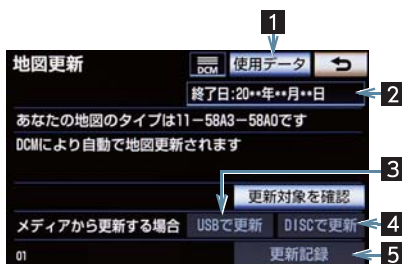 1
地図更新 DCM 使用データ
終了日:20••年••月••日 2
あなたの地図のタイプは11-58A3-58A0です
DCMにより自動で地図更新されます
3
更新対象を確認
メディアから更新する場合 USBで更新 DISCで更新 4
01 更新記録 5